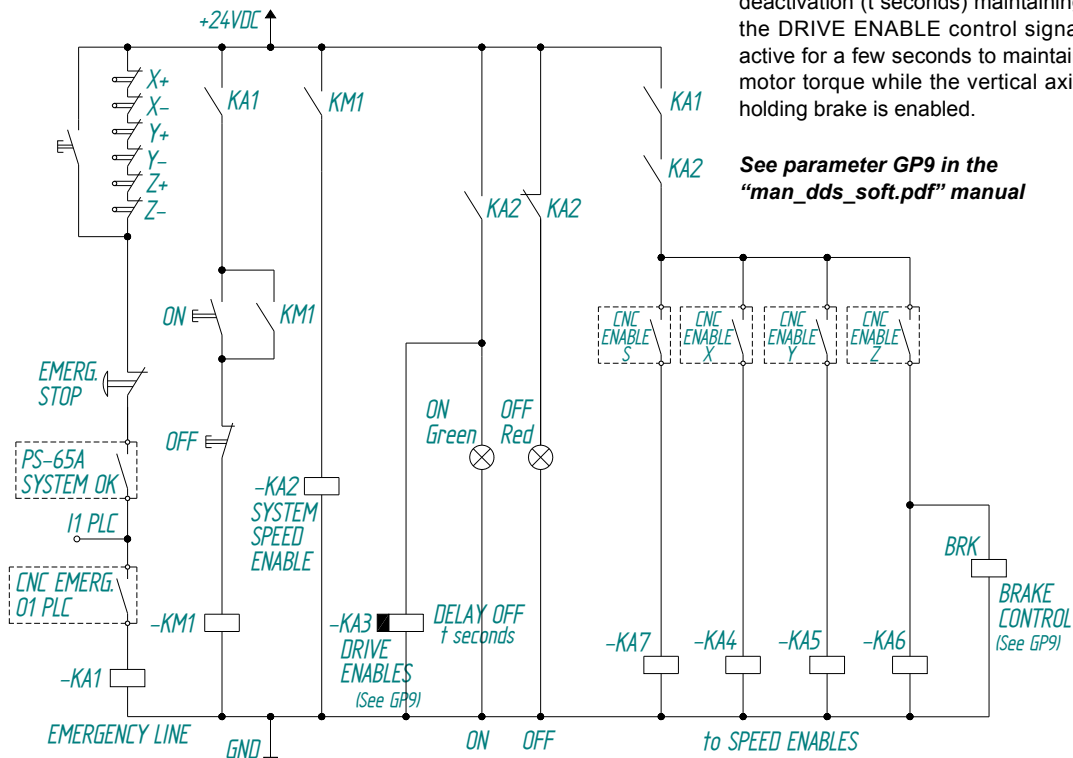 deactivation (t seconds) maintaining
the DRIVE ENABLE control signal
active for a few seconds to maintain
motor torque while the vertical axis
holding brake is enabled.
See parameter GP9 in the
“man_dds_soft.pdf” manual
+24VDC
X+
X-
Y+
Y-
Z+
Z-
KA1
KM1
KA1
KA2
KA2
KA2
ON
KM1
EMERG.
STOP
OFF
PS-65A
SYSTEM OK
I1 PLC
CNC EMERG.
O1 PLC
-KA1
EMERGENCY LINE
-KM1
GND
-KA2
SYSTEM
SPEED
ENABLE
-KA3
DRIVE
ENABLES
(See GP9)
DELAY OFF
t seconds
ON
Green
OFF
Red
ON
OFF
CNC
ENABLE
S
CNC
ENABLE
X
CNC
ENABLE
Y
CNC
ENABLE
Z
-KA7
-KA4
-KA5
-KA6
to SPEED ENABLES
BRK
BRAKE
CONTROL
(See GP9)